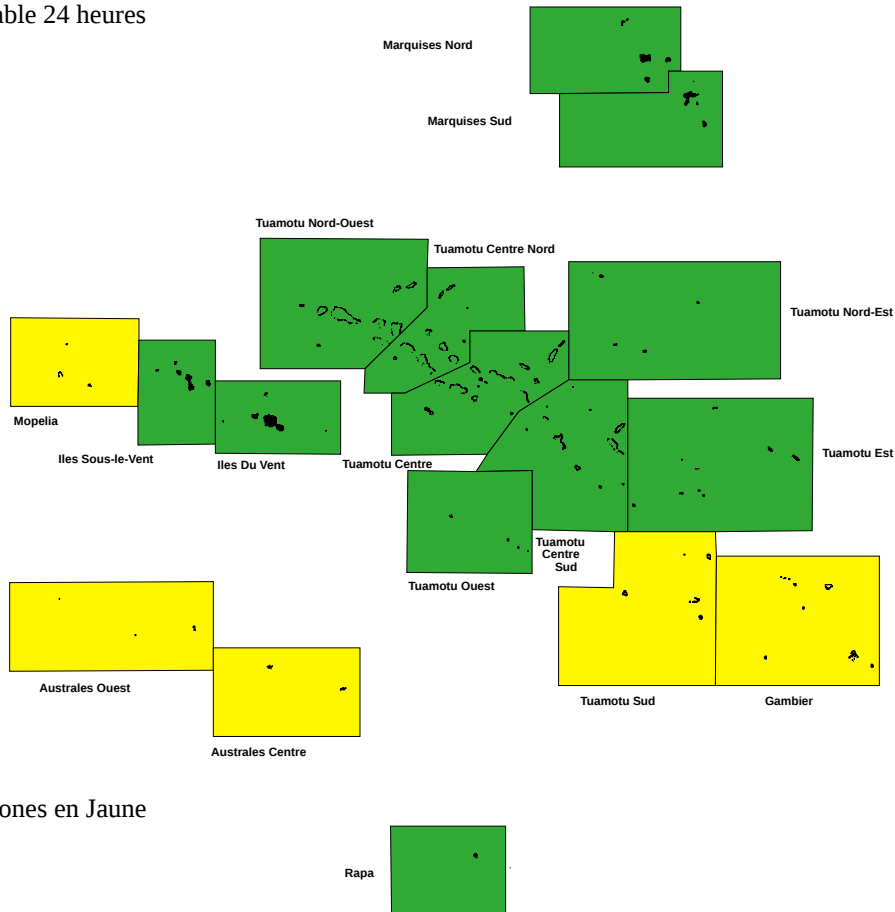 able 24 heures
Marquises Nord
Marquises Sud
Tuamotu Nord-Ouest
Tuamotu Centre Nord
Tuamotu Nord-Est
Mopelia
Iles Sous-le-Vent
Iles Du Vent
Tuamotu Centre
Tuamotu Est
Tuamotu
Centre
Sud
Tuamotu Ouest
Australes Ouest
Tuamotu Sud
Gambier
Australes Centre
ones en Jaune
Rapa